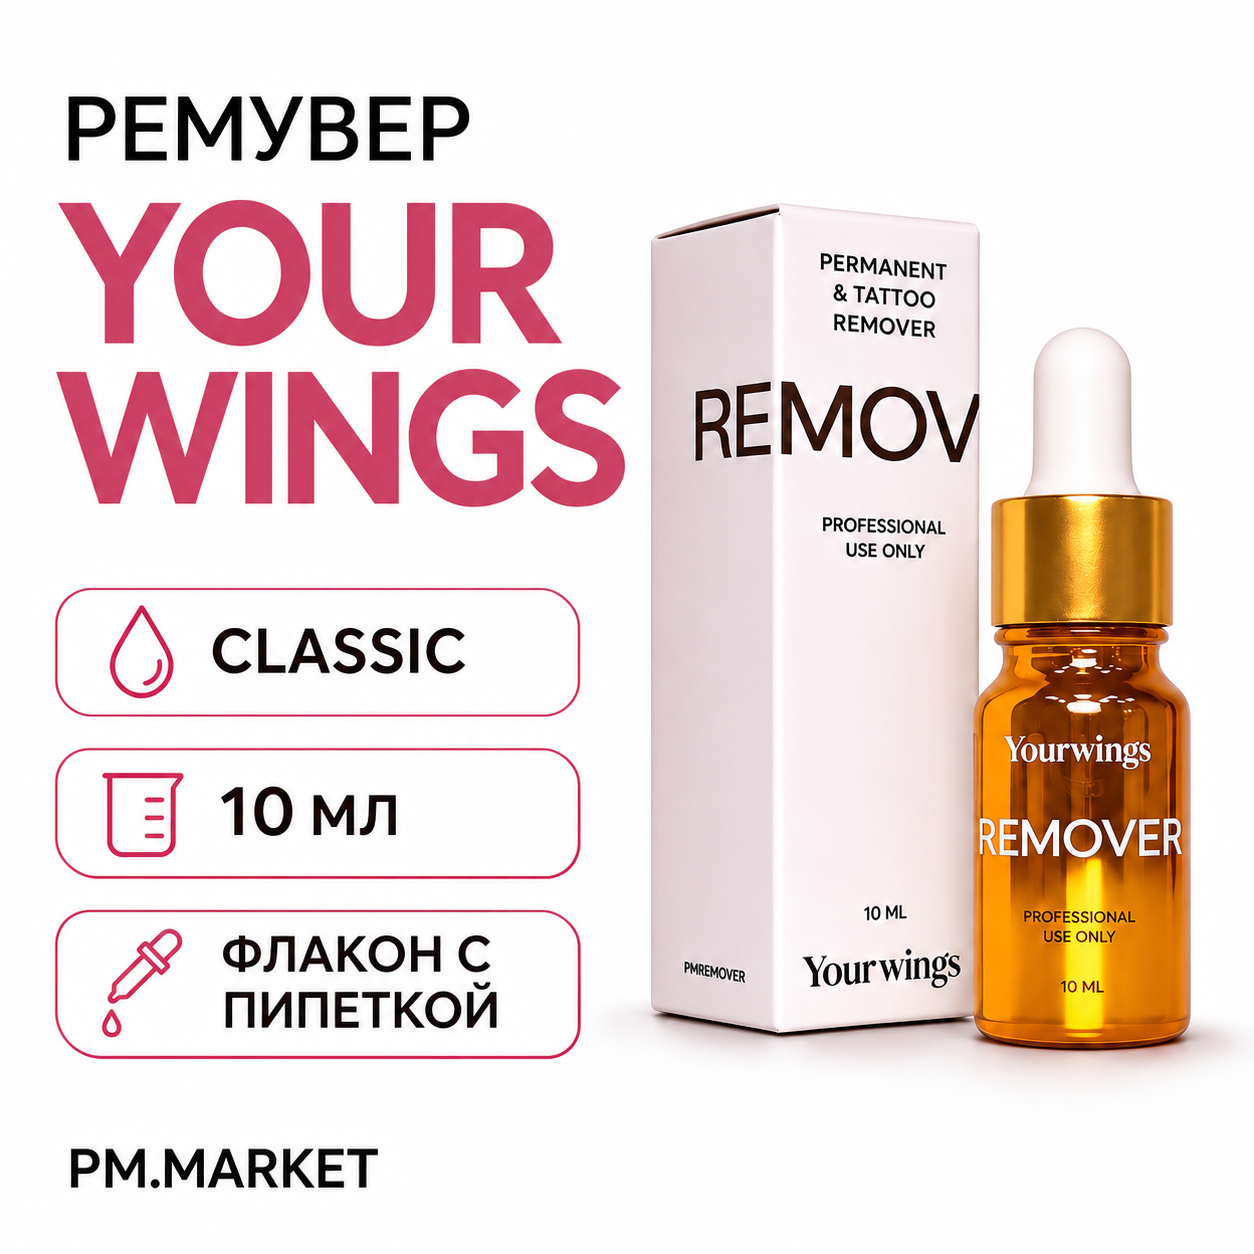 РЕМУВЕР
YOUR
WINGS
CLASSIC
10 мл
ФЛАКОН С
ПИПЕТКОЙ
PM.MARKET
PERMANENT
& TATTOO
REMOVER
REMOV
PROFESSIONAL
USE ONLY
10 ML
PMREMOVER
Yourwings
Yourwings
REMOVER
PROFESSIONAL
USE ONLY
10 ML